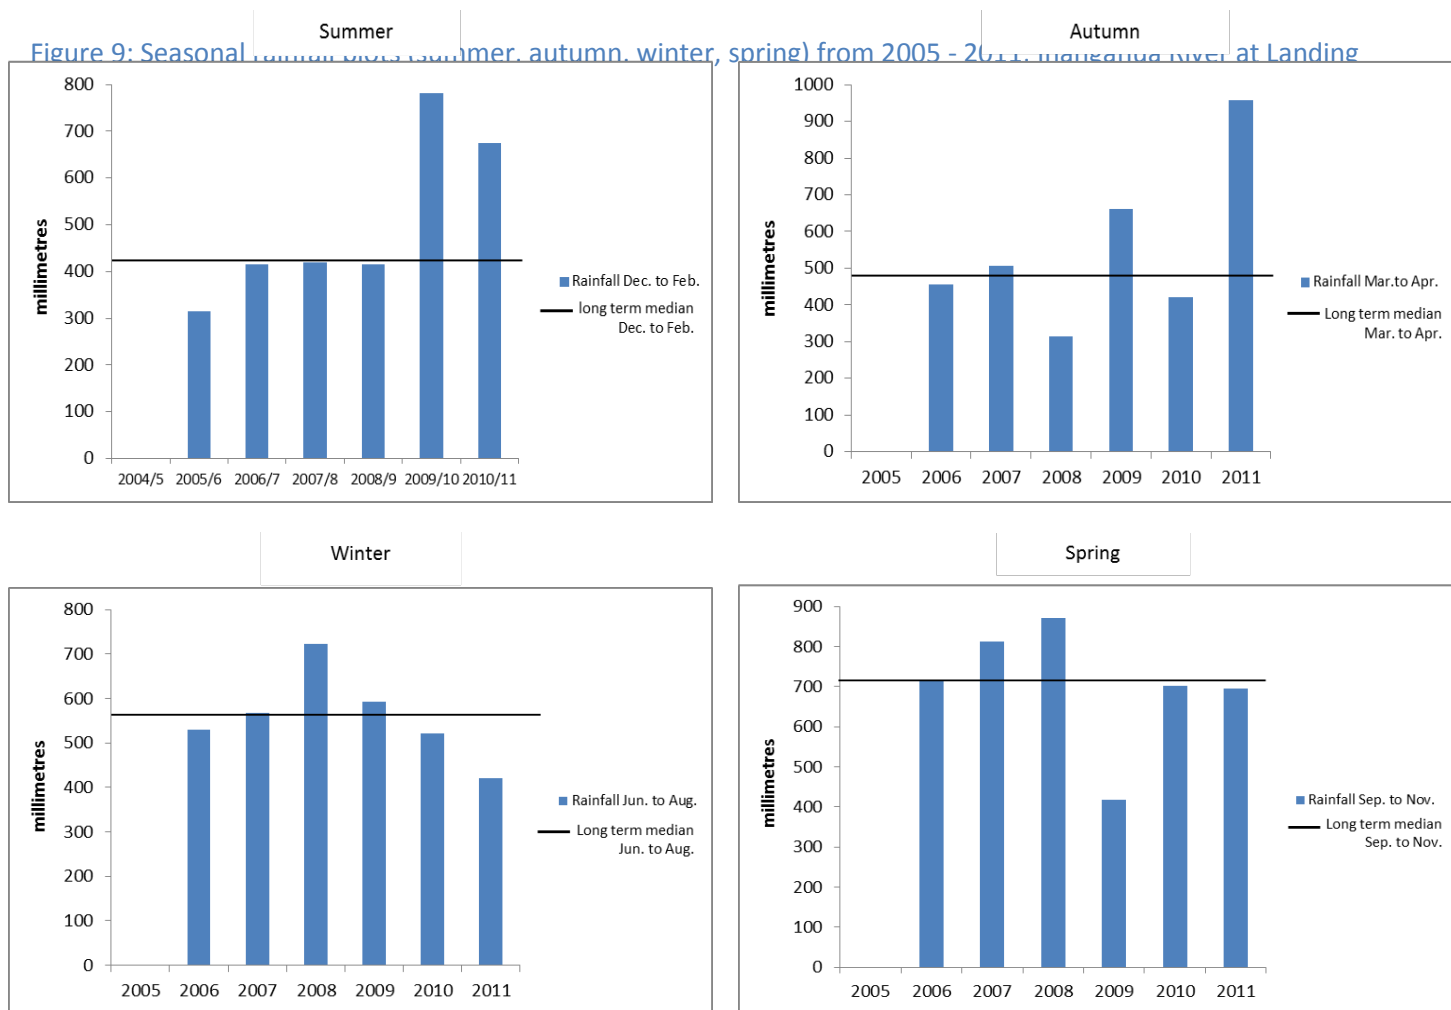 Summer
Autumn
Figure 9: Seasonal rainfall plots (summer, autumn, winter, spring) from 2005 - 2011. Inangahua River at Landing
800
700
600
500
400
300
200
100
0
millimetres
2004/5 2005/6 2006/7 2007/8 2008/9 2009/10 2010/11
Rainfall Dec. to Feb.
long term median
Dec. to Feb.
1000
900
800
700
600
500
400
300
200
100
0
millimetres
2005 2006 2007 2008 2009 2010 2011
Rainfall Mar.to Apr.
Long term median
Mar. to Apr.
Winter
800
700
600
500
400
300
200
100
0
millimetres
2005 2006 2007 2008 2009 2010 2011
Rainfall Jun. to Aug.
Long term median
Jun. to Aug.
Spring
900
800
700
600
500
400
300
200
100
0
millimetres
2005 2006 2007 2008 2009 2010 2011
Rainfall Sep. to Nov.
Long term median
Sep. to Nov.